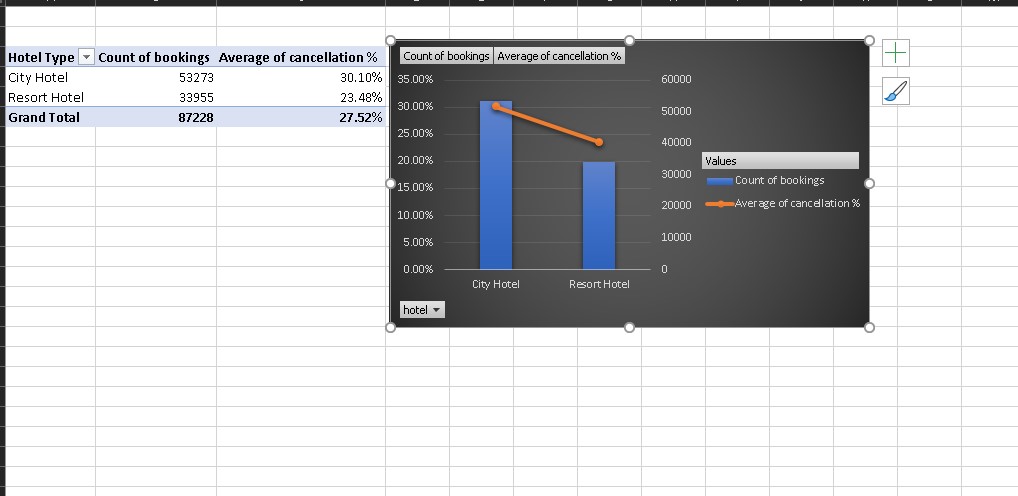 Hotel Type Count of bookings Average of cancellation %
City Hotel 53273 30.10%
Resort Hotel 33955 23.48%
Grand Total 87228 27.52%
Count of bookings Average of cancellation %
35.00% 60000
30.00% 50000
25.00% 40000
20.00% 30000
15.00% 20000
10.00% 10000
5.00% 0
0.00%
City Hotel Resort Hotel
Values
Count of bookings
Average of cancellation %
hotel